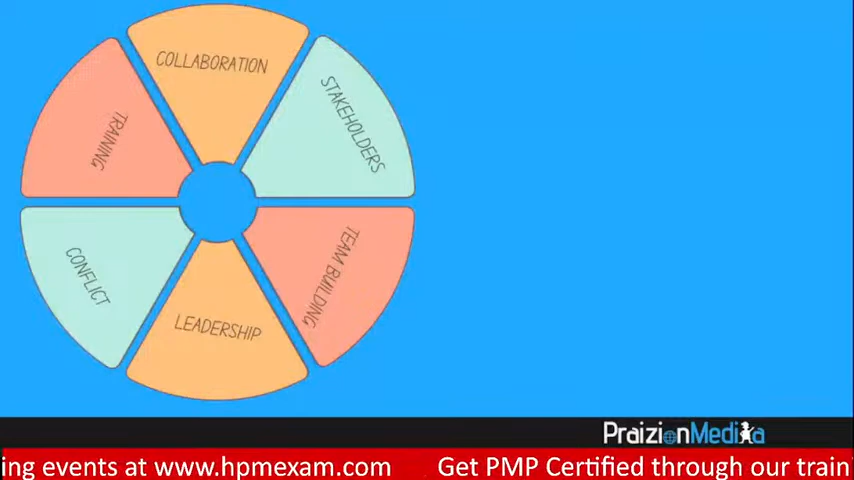 COLLABORATION
STAKEHOLDERS
TRAINING
CONFLICT
TEAM BUILDING
LEADERSHIP
PraizionMedia
ing events at www.hpmexam.com Get PMP Certified through our train